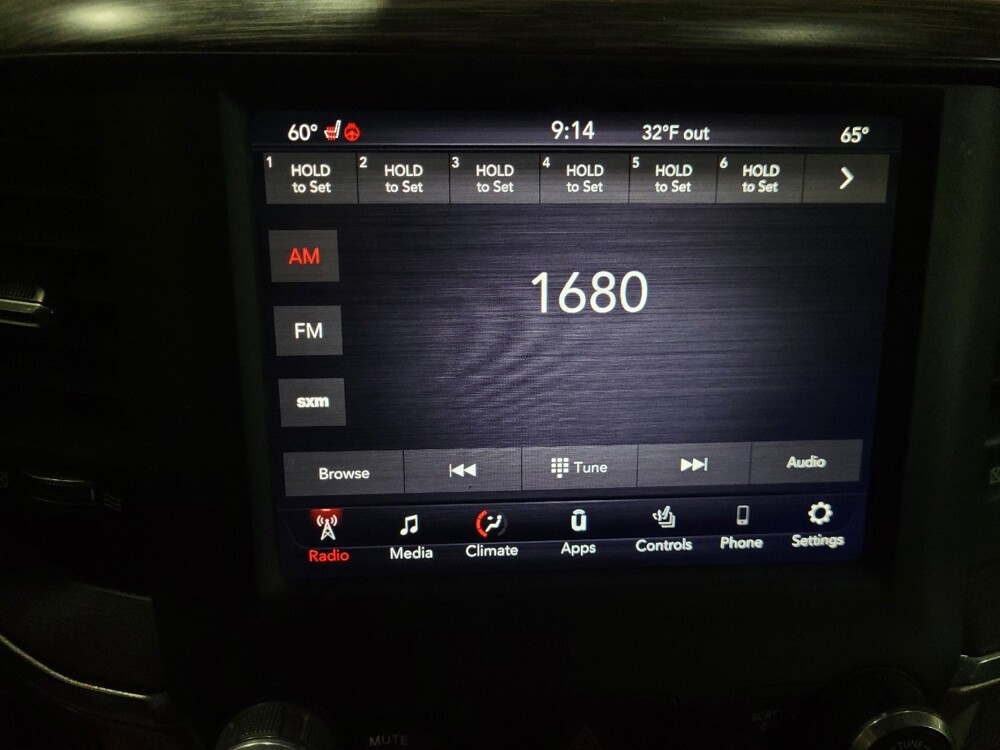 60° 9:14 32°F out 65°
1 HOLD to Set 2 HOLD to Set 3 HOLD to Set 4 HOLD to Set 5 HOLD to Set 6 HOLD to Set
AM
1680
FM
sxm
Browse Tune Audio
Radio Media Climate Apps Controls Phone Settings
MUTE
TUNE